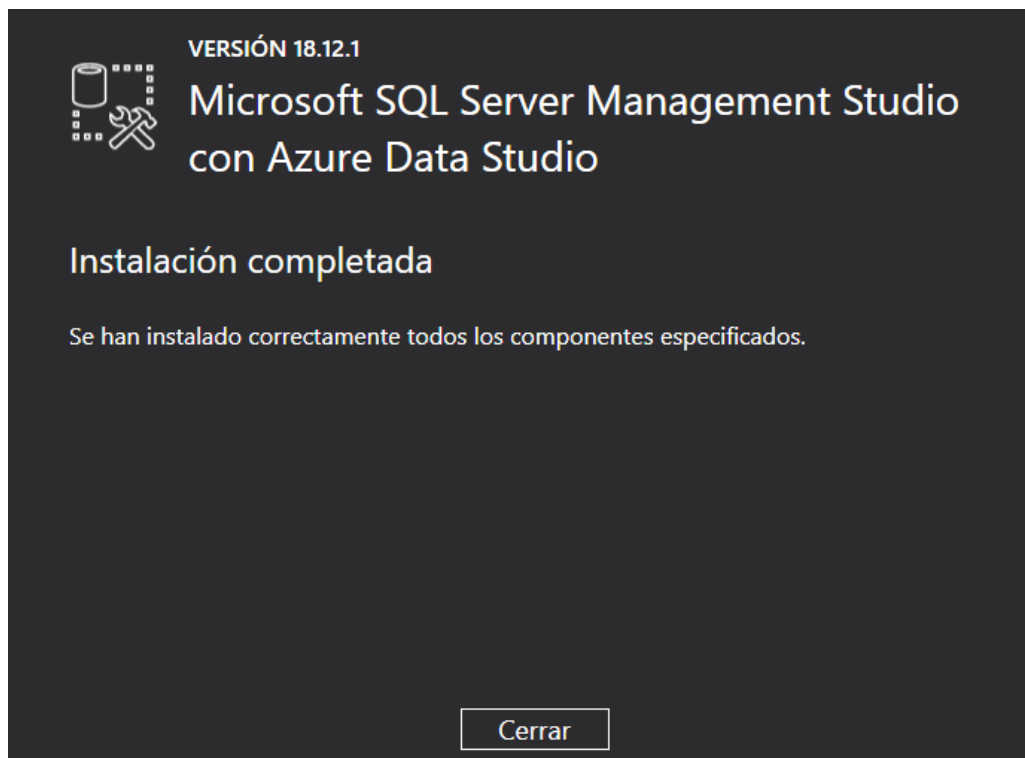 VERSIÓN 18.12.1
Microsoft SQL Server Management Studio
con Azure Data Studio
Instalación completada
Se han instalado correctamente todos los componentes especificados.
Cerrar